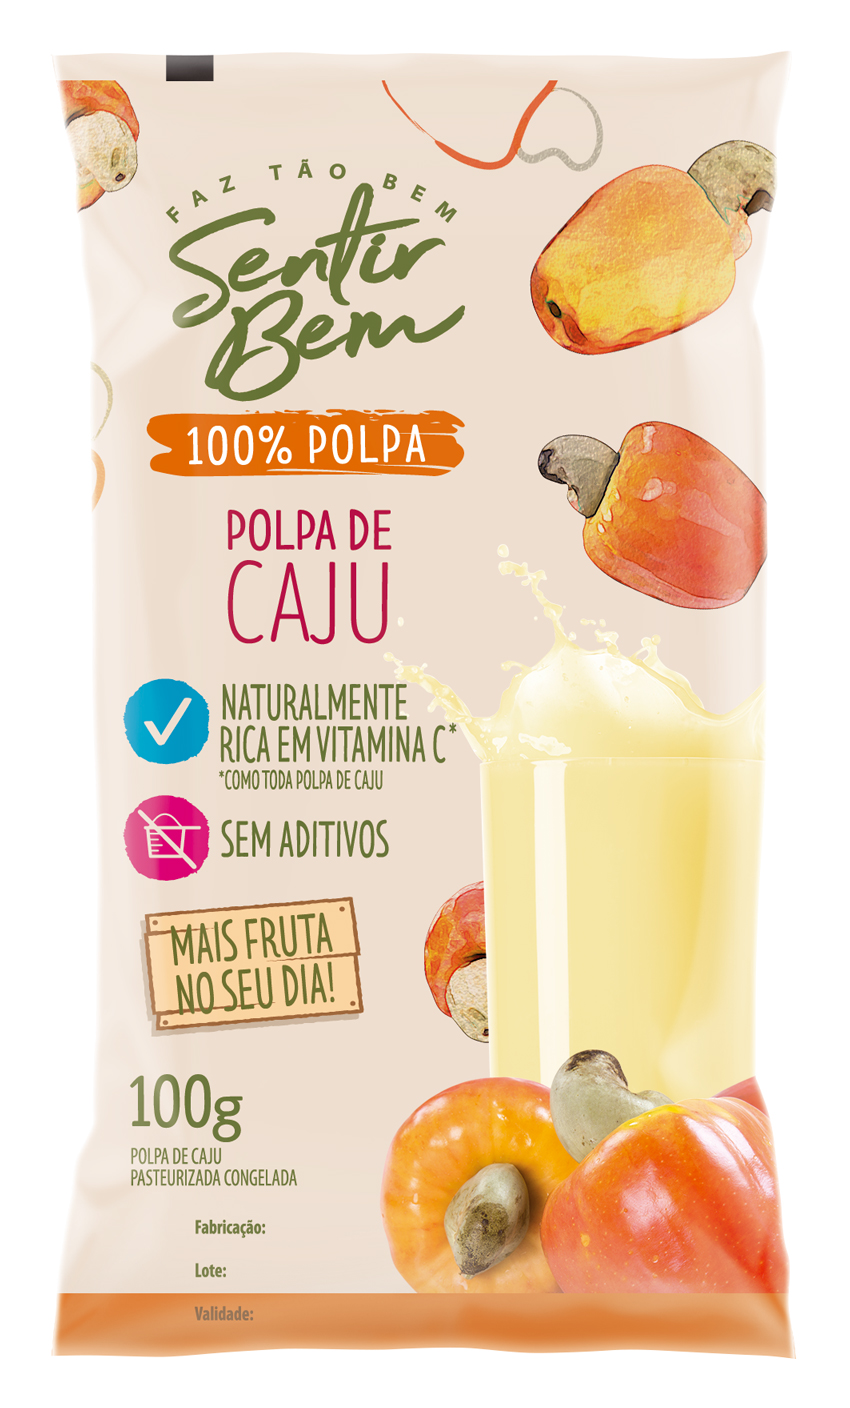 FAZ TÃO BEM
Sentir
Bem
100% POLPA
POLPA DE
CAJU
NATURALMENTE
RICA EM VITAMINA C*
*COMO TODA POLPA DE CAJU
SEM ADITIVOS
MAIS FRUTA
NO SEU DIA!
100g
POLPA DE CAJU
PASTEURIZADA CONGELADA
Fabricação:
Lote:
Validade: